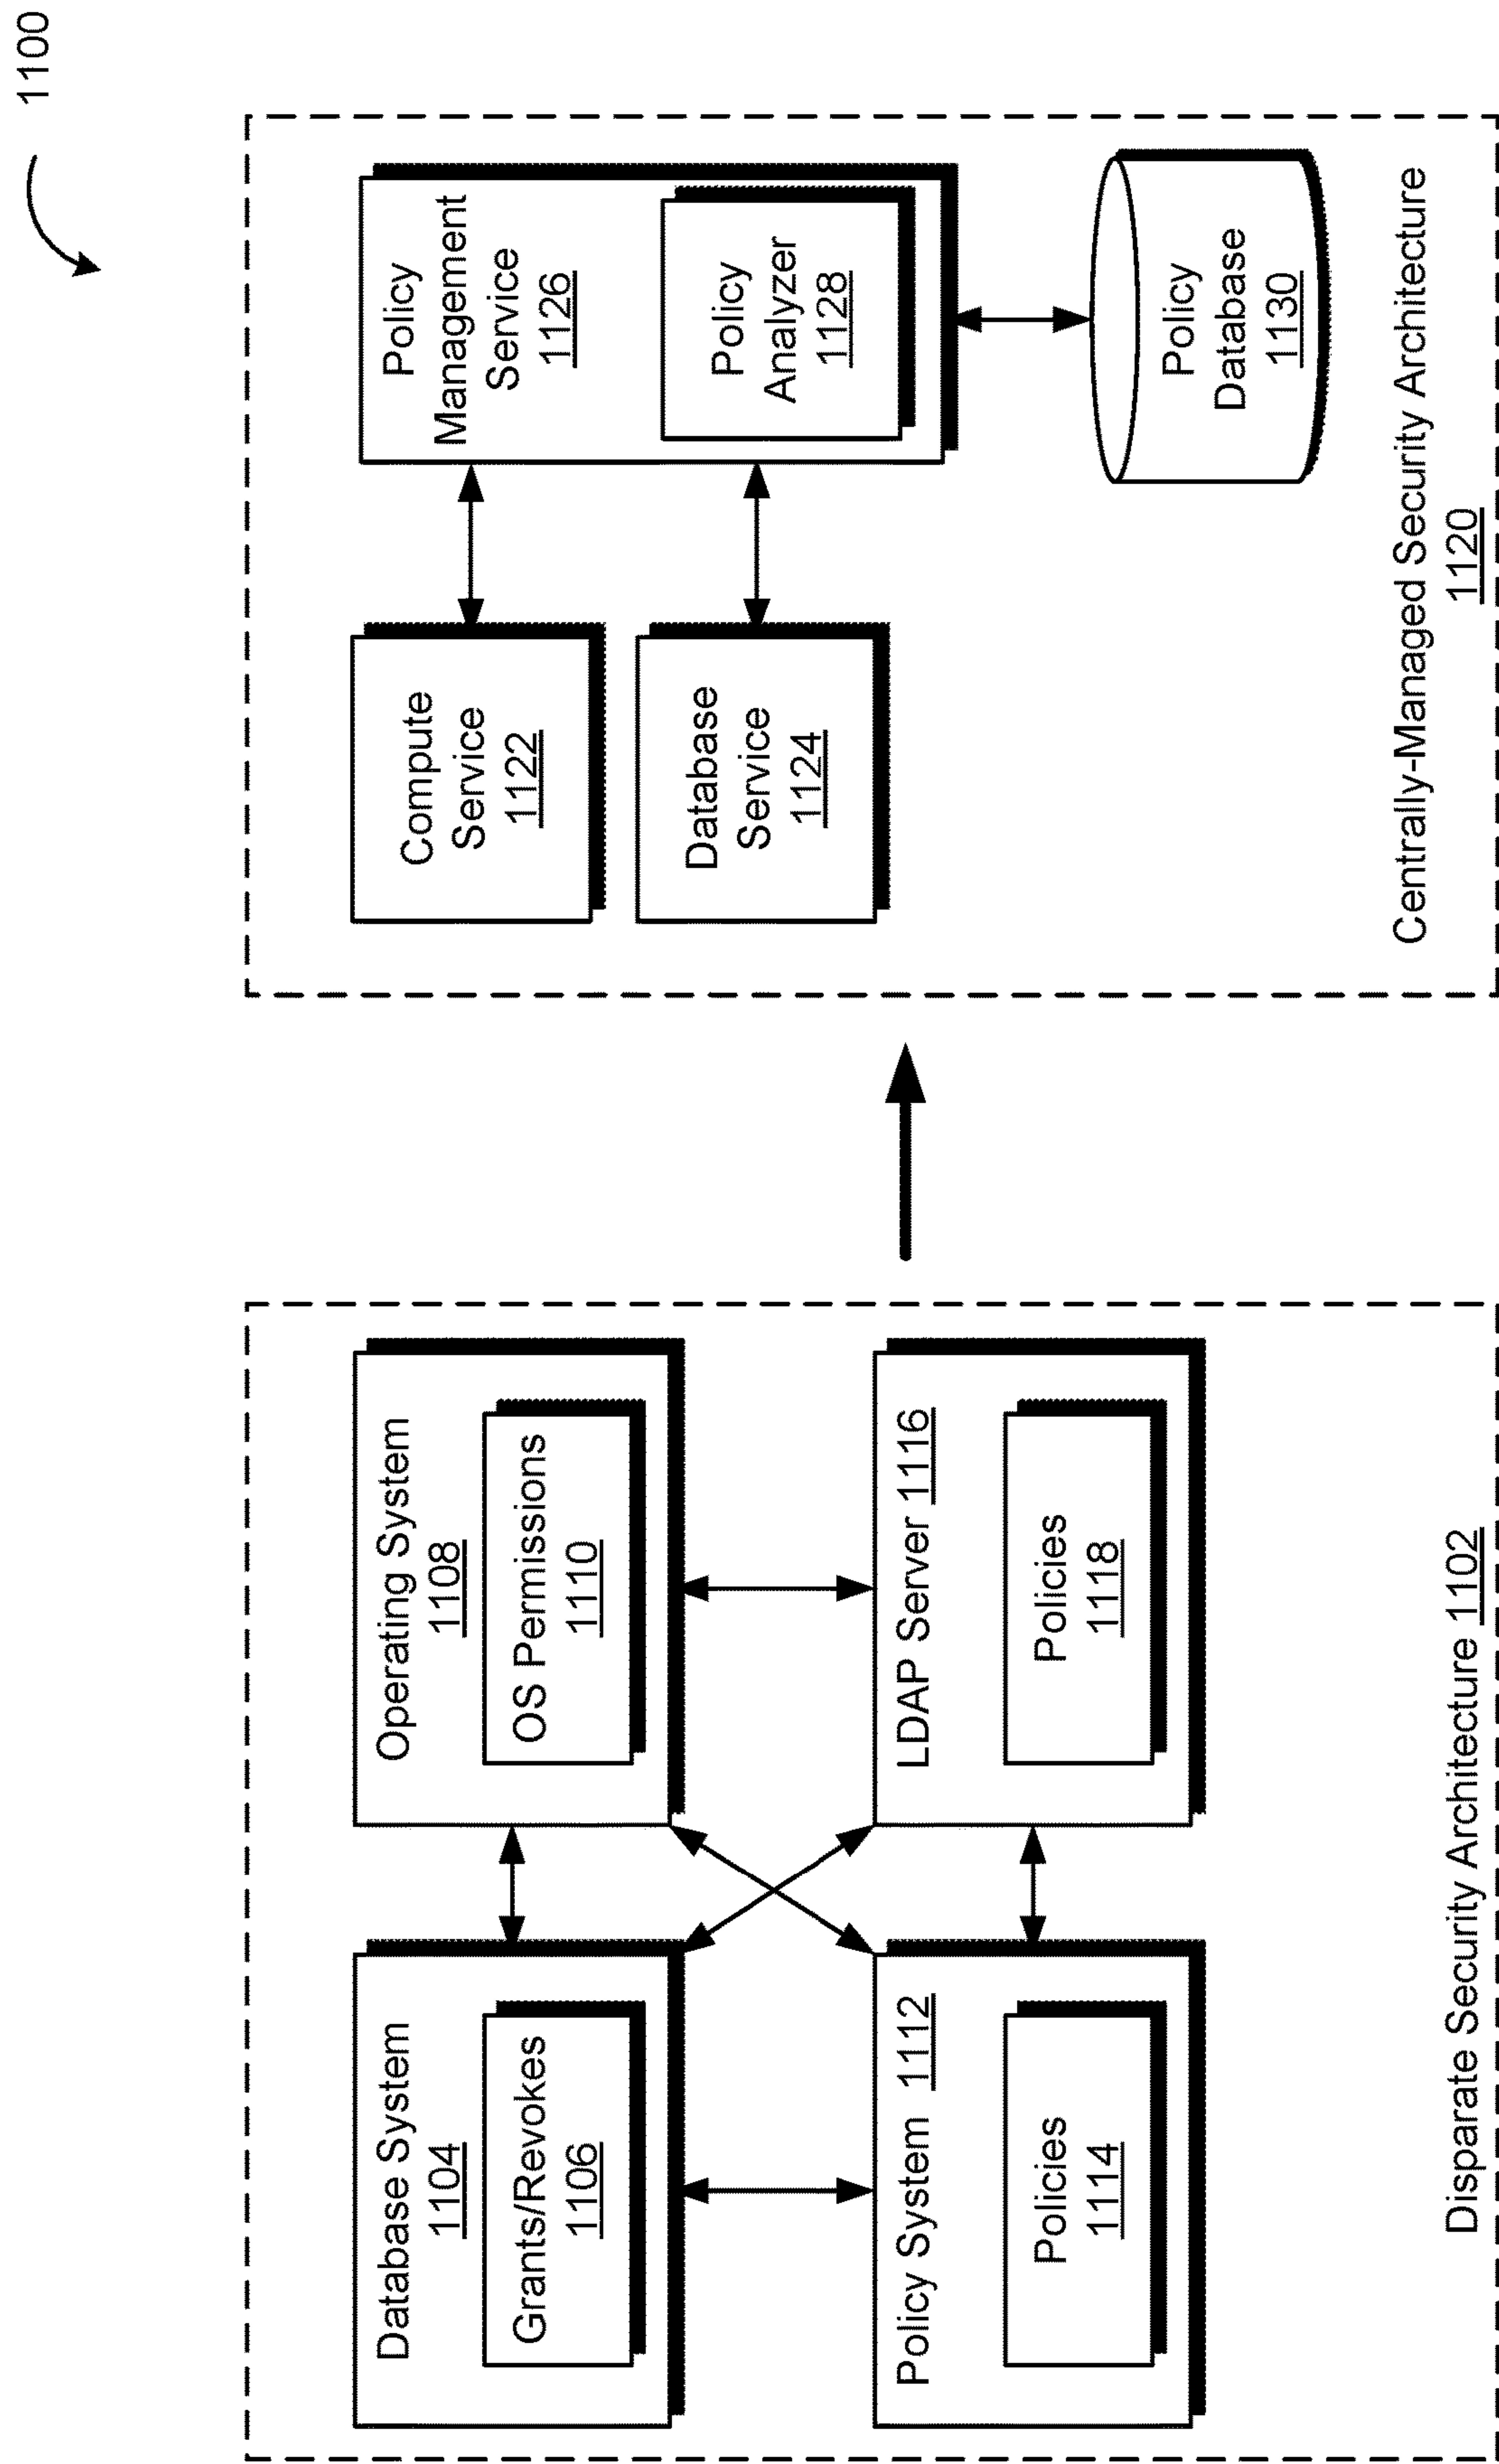 1100
Database System
1104
Grants/Revokes
1106
Operating System
1108
OS Permissions
1110
Policy System 1112
Policies
1114
LDAP Server 1116
Policies
1118
Disparate Security Architecture 1102
Compute
Service
1122
Database
Service
1124
Policy
Management
Service
1126
Policy
Analyzer
1128
Policy
Database
1130
Centrally-Managed Security Architecture
1120